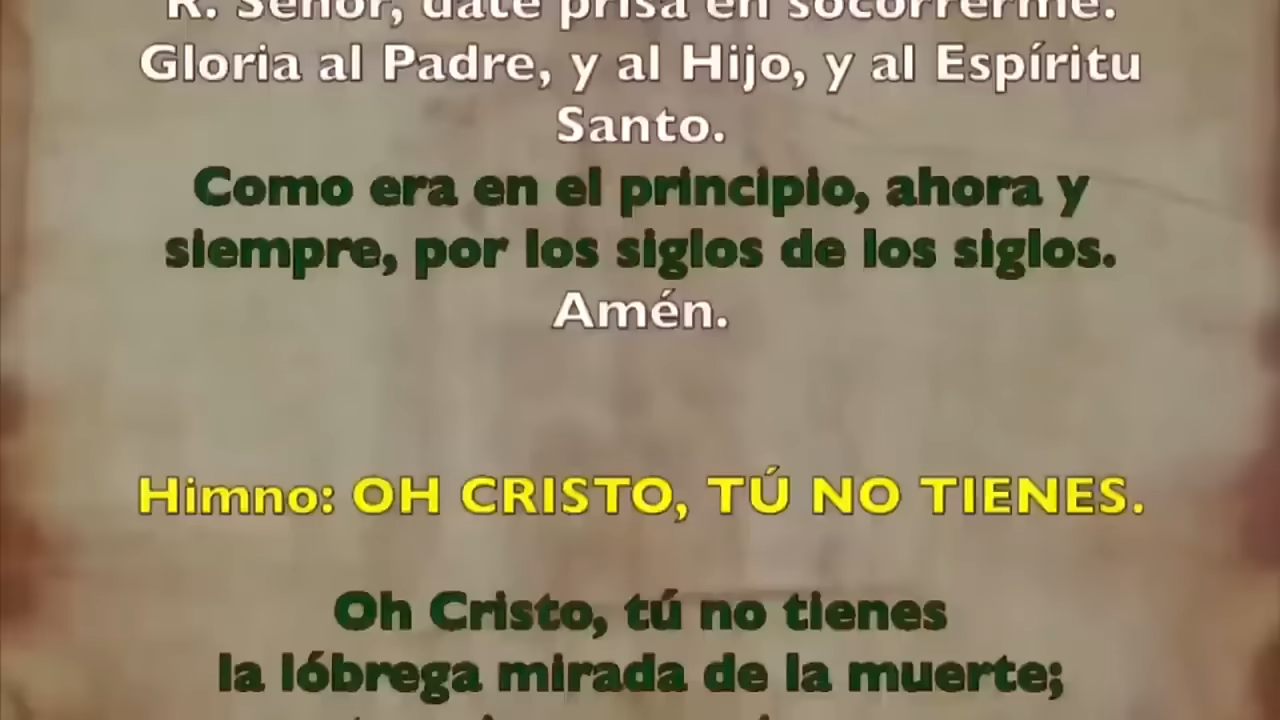 R. Señor, date prisa en socorrerme.
Gloria al Padre, y al Hijo, y al Espíritu
Santo.
Como era en el principio, ahora y
siempre, por los siglos de los siglos.
Amén.
Himno: OH CRISTO, TÚ NO TIENES.
Oh Cristo, tú no tienes
la lóbrega mirada de la muerte;